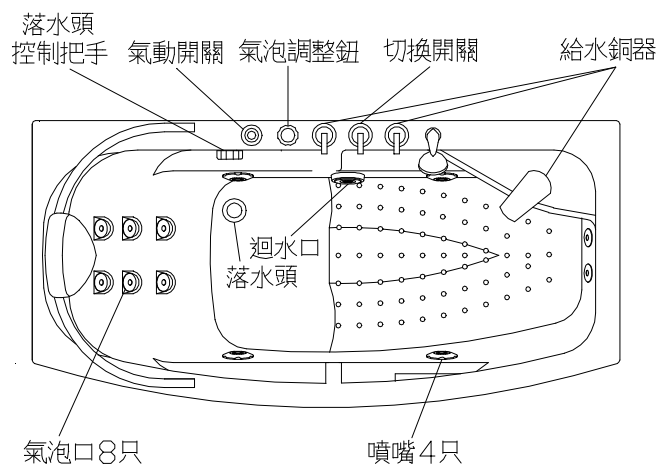 落水頭
控制把手
氣動開關
氣泡調整鈕
切換開關
給水銅器
迴水口
落水頭
氣泡口8只
噴嘴4只